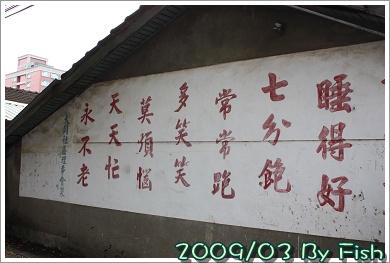 睡得好
七分飽
常常跑
多笑笑
莫煩惱
天天忙
永不老
2009/03 By Fish